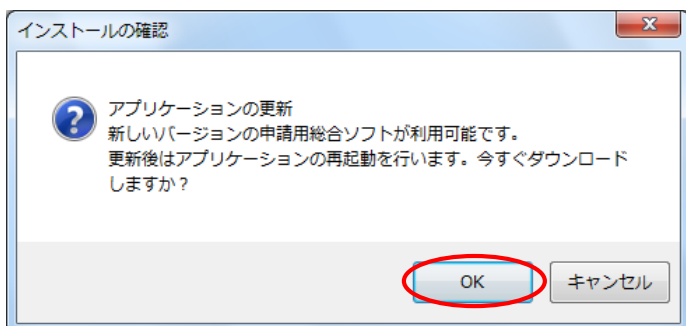 インストールの確認
アプリケーションの更新
新しいバージョンの申請用総合ソフトが利用可能です。
更新後はアプリケーションの再起動を行います。今すぐダウンロード
しますか？
OK
キャンセル